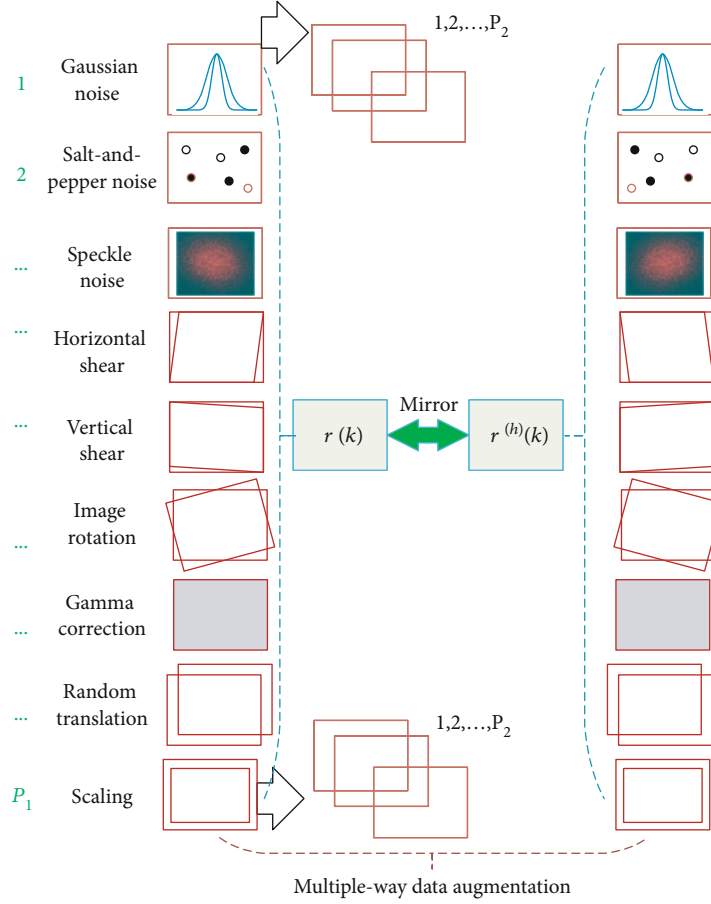 1,2,...,P2
1 Gaussian
noise
2 Salt-and-
pepper noise
... Speckle
noise
... Horizontal
shear
... Vertical
shear
Mirror
r (k)
r (h)(k)
Image
... rotation
Gamma
... correction
Random
... translation
1,2,...,P2
P1 Scaling
Multiple-way data augmentation